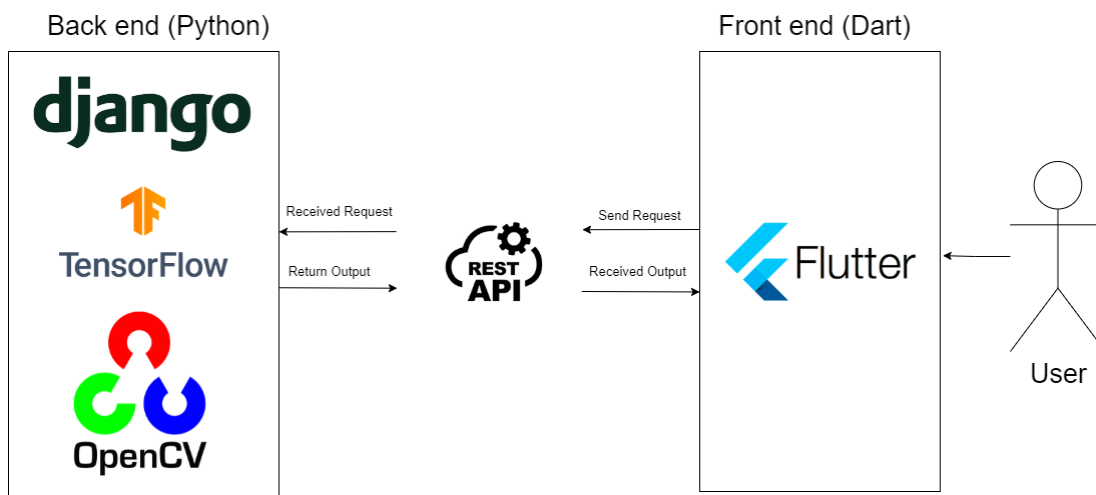 Back end (Python)
django
TensorFlow
OpenCV
Received Request
Return Output
REST
API
Send Request
Received Output
Front end (Dart)
Flutter
User